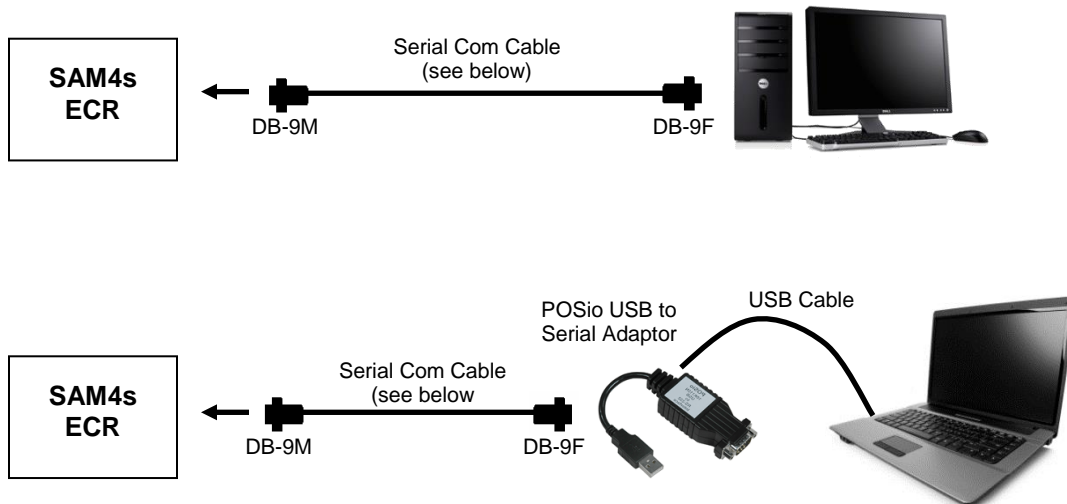 Serial Com Cable
(see below)
SAM4s
ECR
DB-9M
DB-9F
POSio USB to
Serial Adaptor
USB Cable
Serial Com Cable
(see below
SAM4s
ECR
DB-9M
DB-9F